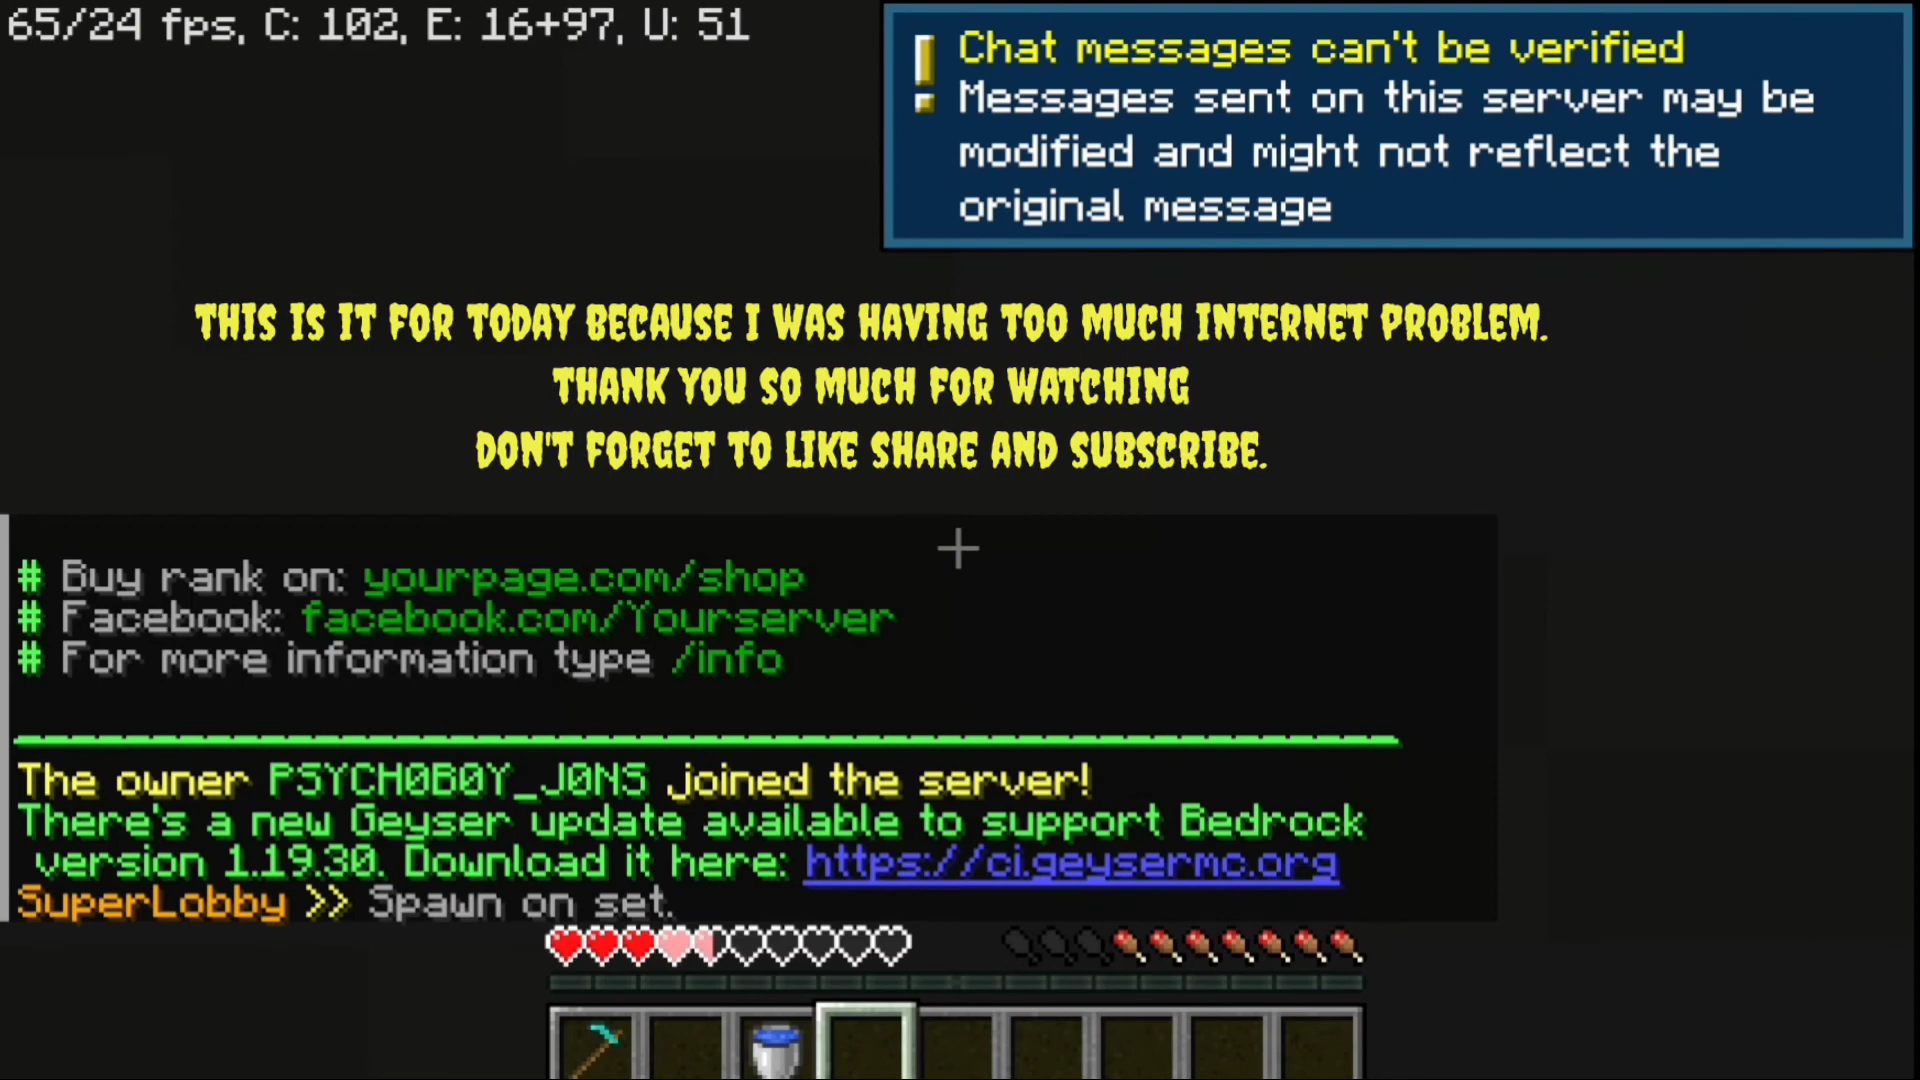 65/24 fps, C: 102, E: 16+97, U: 51
Chat messages can't be verified
Messages sent on this server may be
modified and might not reflect the
original message
THIS IS IT FOR TODAY BECAUSE I WAS HAVING TOO MUCH INTERNET PROBLEM.
THANK YOU SO MUCH FOR WATCHING
DON'T FORGET TO LIKE SHARE AND SUBSCRIBE.
# Buy rank on: yourpage.com/shop
# Facebook: facebook.com/Yourserver
# For more information type /info
The owner PSYCH0B0Y_J0NS joined the server!
There's a new Geyser update available to support Bedrock
version 1.19.30. Download it here: https://ci.geysermc.org
SuperLobby >> Spawn on set.